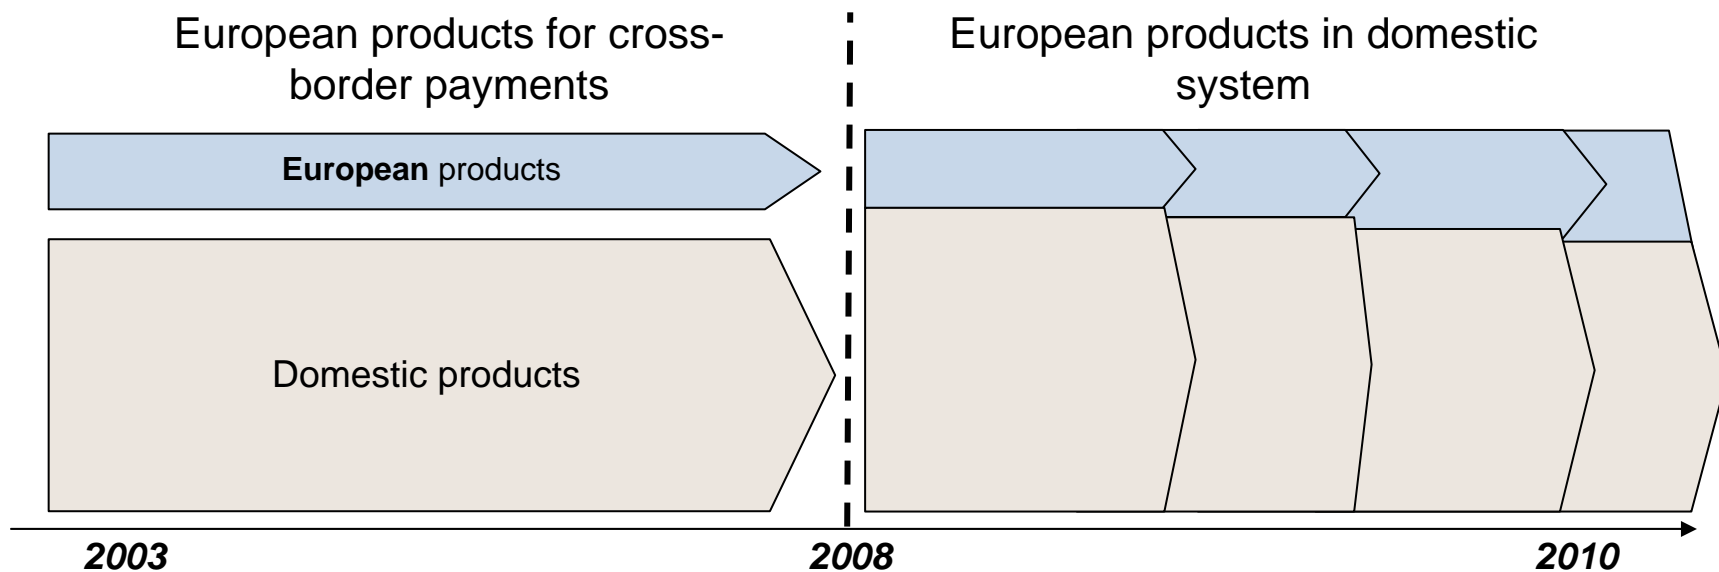 European products for cross-
border payments
European products in domestic
system
European products
Domestic products
2003
2008
2010